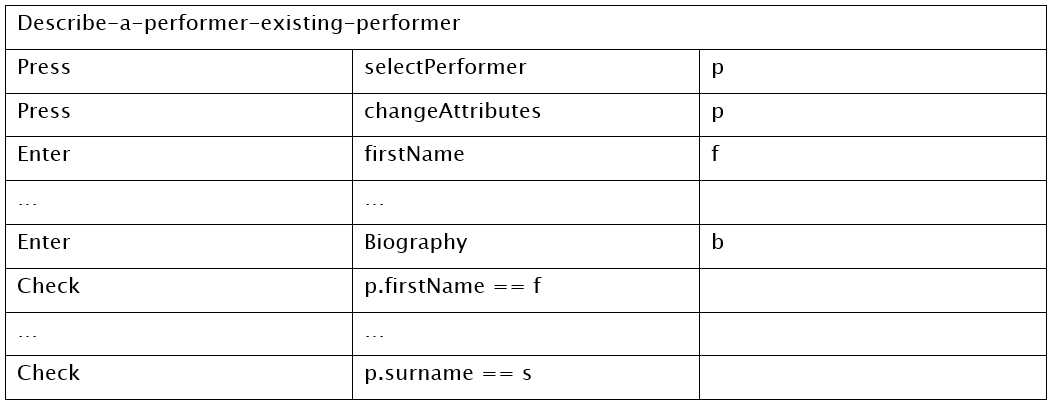 Describe-a-performer-existing-performer
Press selectPerformer p
Press changeAttributes p
Enter firstName f
... ...
Enter Biography b
Check p.firstName == f
... ...
Check p.surname == s